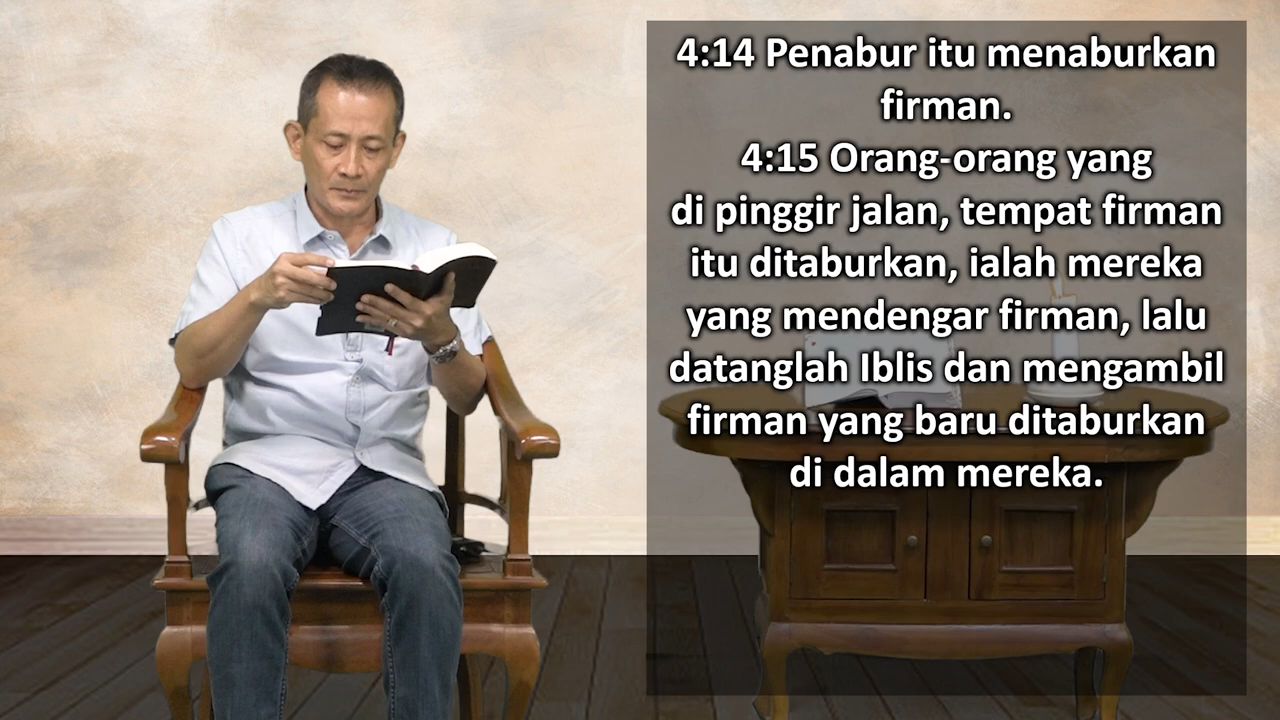 4:14 Penabur itu menaburkan
firman.
4:15 Orang-orang yang
di pinggir jalan, tempat firman
itu ditaburkan, ialah mereka
yang mendengar firman, lalu
datanglah Iblis dan mengambil
firman yang baru ditaburkan
di dalam mereka.